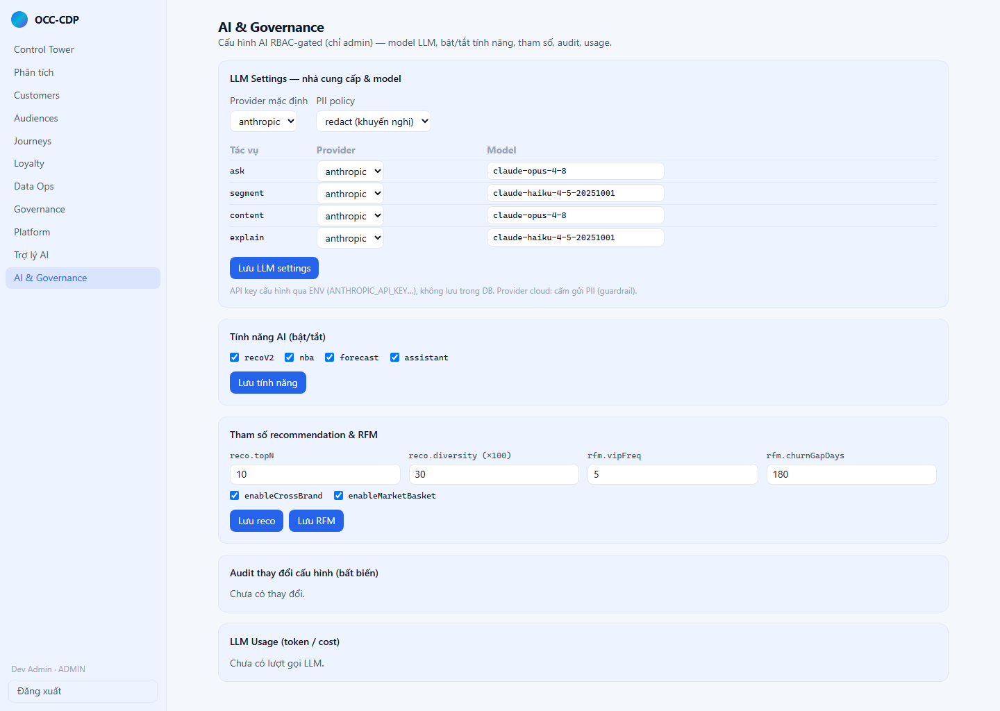 OCC-CDP
Control Tower
Phân tích
Customers
Audiences
Journeys
Loyalty
Data Ops
Governance
Platform
Trợ lý AI
AI & Governance
Dev Admin · ADMIN
Đăng xuất
AI & Governance
Cấu hình AI RBAC-gated (chỉ admin) — model LLM, bật/tắt tính năng, tham số, audit, usage.
LLM Settings — nhà cung cấp & model
Provider mặc định PII policy
anthropic redact (khuyến nghị)
Tác vụ Provider Model
ask anthropic claude-opus-4-8
segment anthropic claude-haiku-4-5-20251001
content anthropic claude-opus-4-8
explain anthropic claude-haiku-4-5-20251001
Lưu LLM settings
API key cấu hình qua ENV (ANTHROPIC_API_KEY…), không lưu trong DB. Provider cloud: cấm gửi PII (guardrail).
Tính năng AI (bật/tắt)
recoV2 nba forecast assistant
Lưu tính năng
Tham số recommendation & RFM
reco.topN reco.diversity (×100) rfm.vipFreq rfm.churnGapDays
10 30 5 180
enableCrossBrand enableMarketBasket
Lưu reco Lưu RFM
Audit thay đổi cấu hình (bất biến)
Chưa có thay đổi.
LLM Usage (token / cost)
Chưa có lượt gọi LLM.